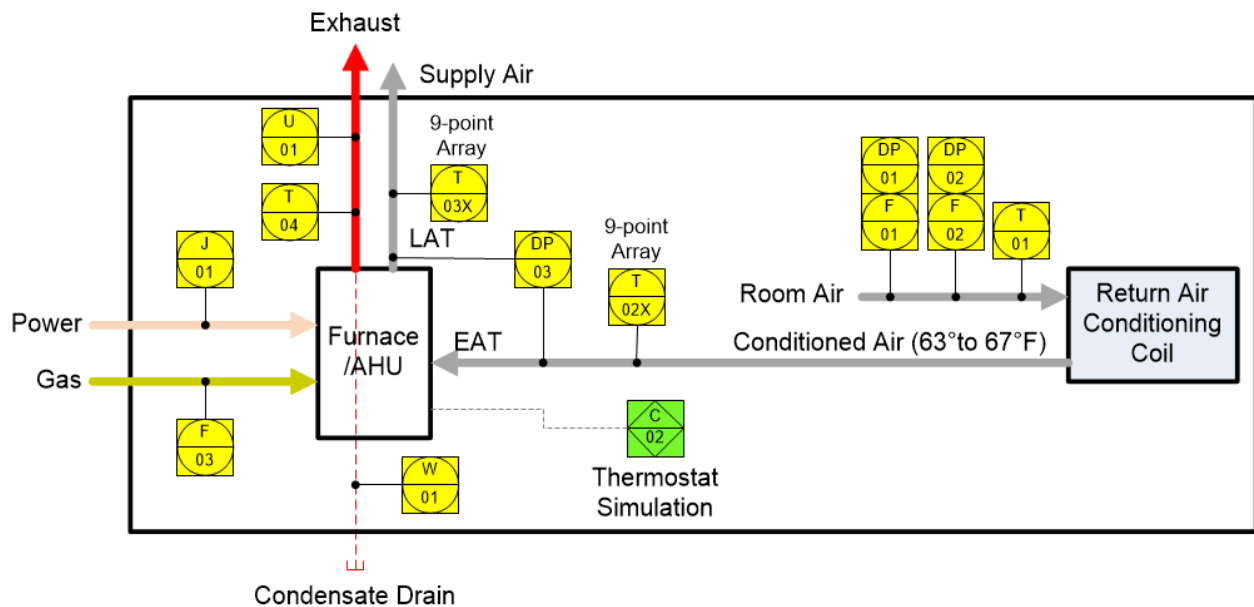 Exhaust
Supply Air
U
01
9-point
Array
T
03X
T
04
LAT
DP
01
F
01
DP
02
F
02
T
01
J
01
DP
03
9-point
Array
T
02X
Room Air
Return Air
Conditioning
Coil
Power
Furnace
/AHU
EAT
Conditioned Air (63°to 67°F)
Gas
F
03
C
02
Thermostat
Simulation
W
01
Condensate Drain